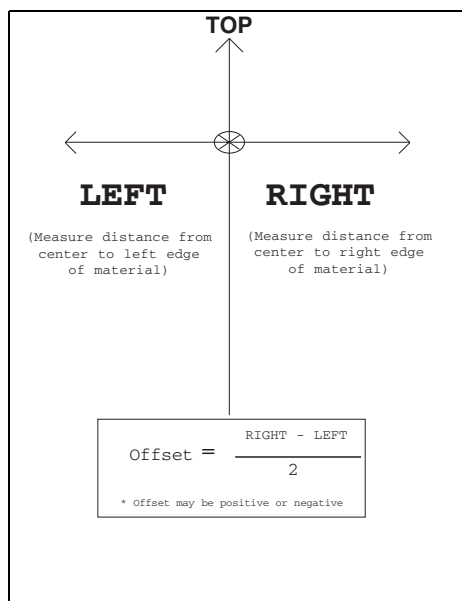 TOP
LEFT
(Measure distance from
center to left edge
of material)
RIGHT
(Measure distance from
center to right edge
of material)
Offset = RIGHT - LEFT
2
* Offset may be positive or negative